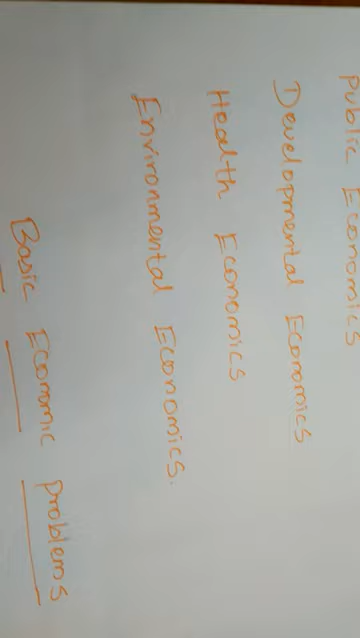 Public Economics
Developmental Economics
Health Economics
Environmental Economics.
Basic Economic Problems